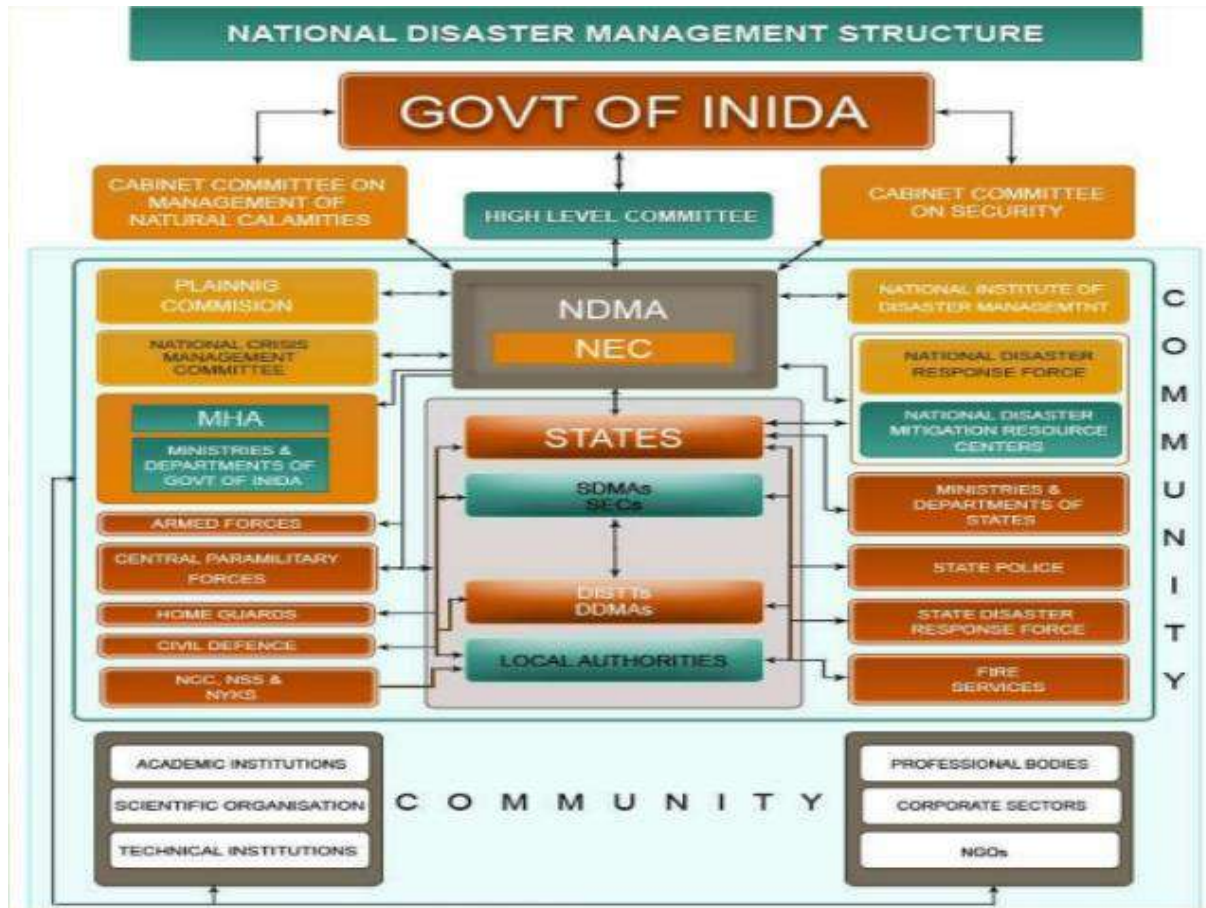 NATIONAL DISASTER MANAGEMENT STRUCTURE
GOVT OF INIDA
CABINET COMMITTEE ON
MANAGEMENT OF
NATURAL CALAMITIES
HIGH LEVEL COMMITTEE
CABINET COMMITTEE
ON SECURITY
PLAINNIG
COMMISION
NATIONAL CRISIS
MANAGEMENT
COMMITTEE
MHA
MINISTRIES &
DEPARTMENTS OF
GOVT OF INIDA
ARMED FORCES
CENTRAL PARAMILITARY
FORCES
HOME GUARDS
CIVIL DEFENCE
NCC, NSS &
NYKS
NDMA
NEC
STATES
SDMAs
SECs
DISTTs
DDMAs
LOCAL AUTHORITIES
NATIONAL INSTITUTE OF
DISASTER MANAGEMTNT
NATIONAL DISASTER
RESPONSE FORCE
NATIONAL DISASTER
MITIGATION RESOURCE
CENTERS
MINISTRIES &
DEPARTMENTS OF
STATES
STATE POLICE
STATE DISASTER
RESPONSE FORCE
FIRE
SERVICES
COMMUNITY
ACADEMIC INSTITUTIONS
SCIENTIFIC ORGANISATION
TECHNICAL INSTITUTIONS
COMMUNITY
PROFESSIONAL BODIES
CORPORATE SECTORS
NGOs